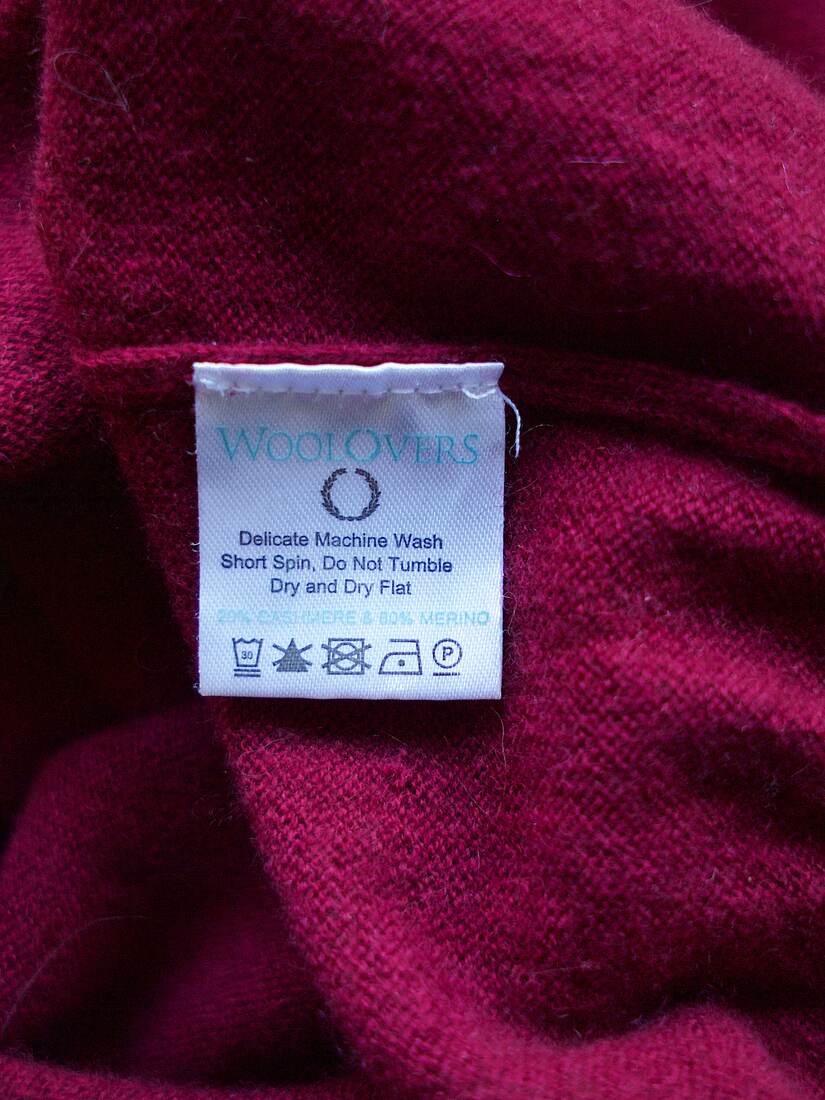 WOOLOVERS
Delicate Machine Wash
Short Spin, Do Not Tumble
Dry and Dry Flat
20% CASHMERE & 80% MERINO
30
P